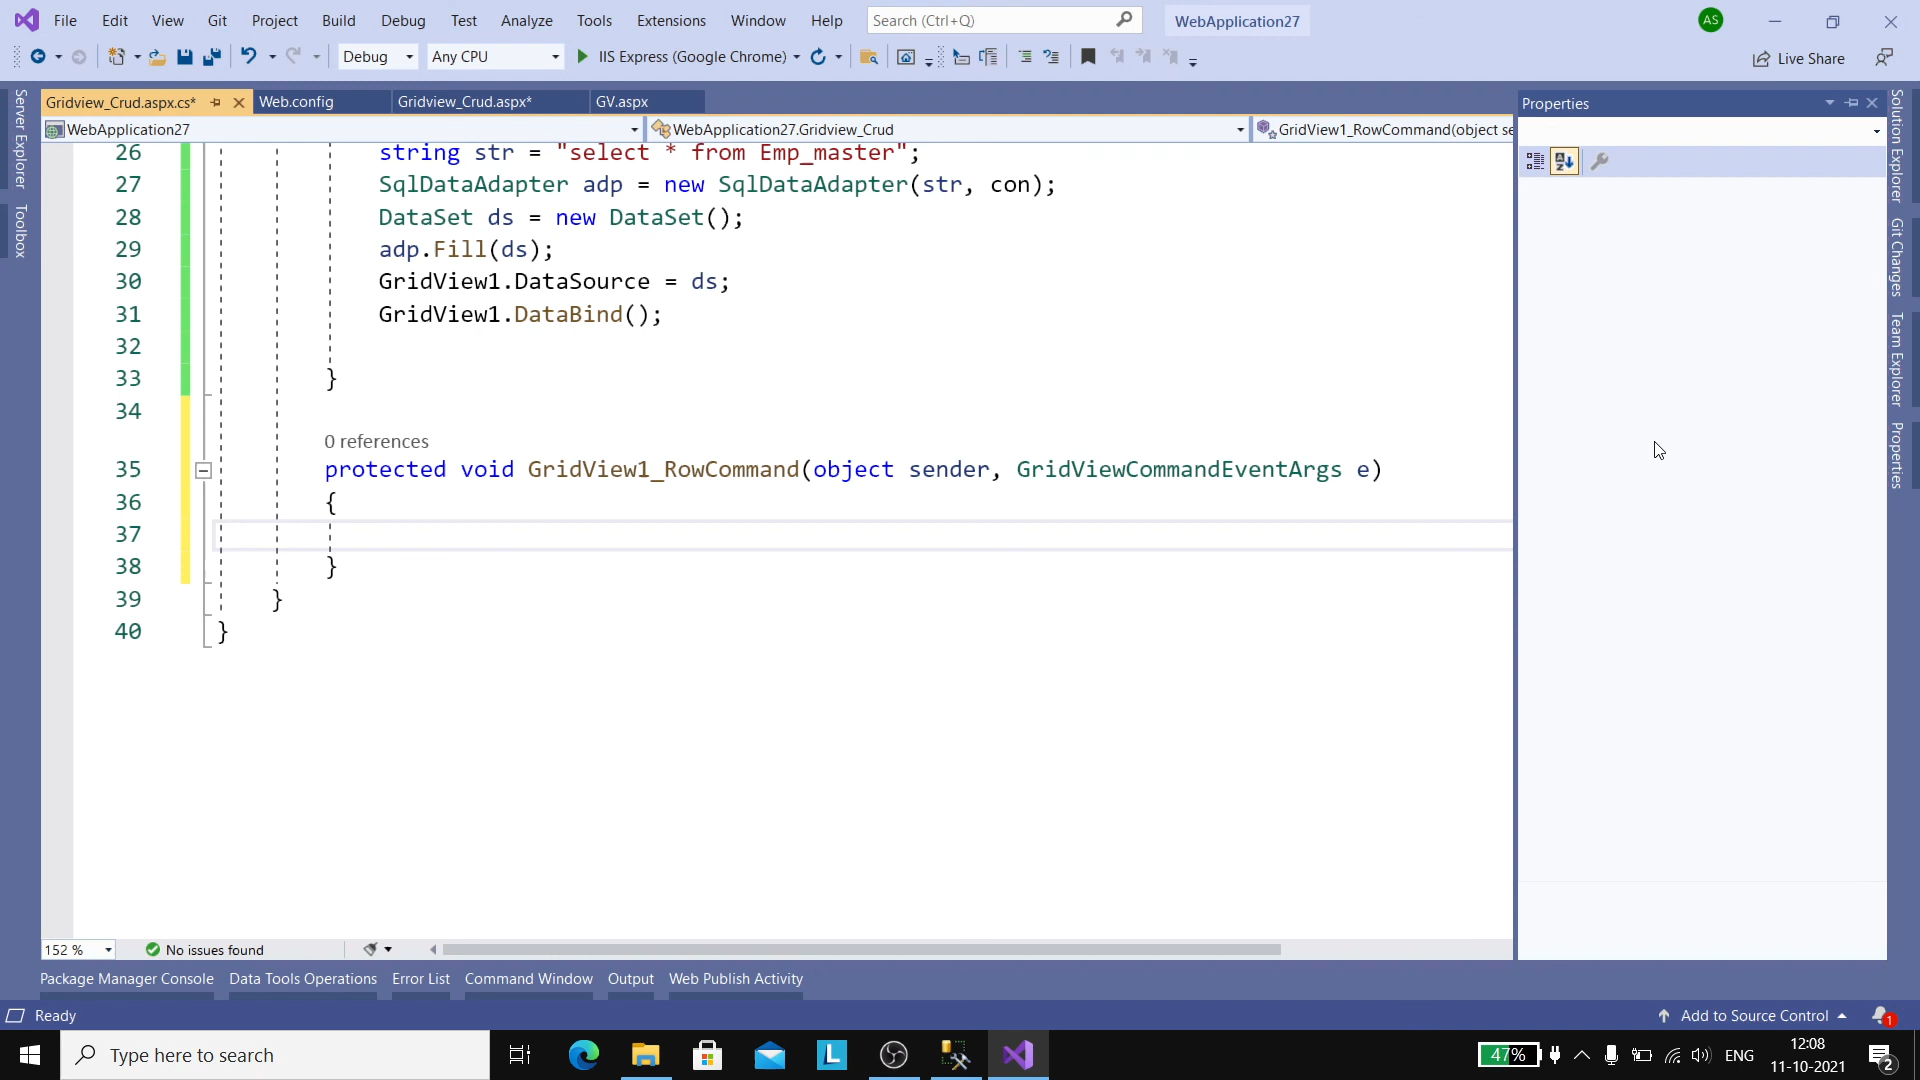 File Edit View Git Project Build Debug Test Analyze Tools Extensions Window Help Search (Ctrl+Q) WebApplication27 AS
Debug Any CPU IIS Express (Google Chrome) Live Share
Gridview_Crud.aspx.cs* Web.config Gridview_Crud.aspx* GV.aspx Properties
WebApplication27 WebApplication27.Gridview_Crud GridView1_RowCommand(object se
Server Explorer
Toolbox
Solution Explorer
Git Changes
Team Explorer
Properties
26 string str = "select * from Emp_master";
27 SqlDataAdapter adp = new SqlDataAdapter(str, con);
28 DataSet ds = new DataSet();
29 adp.Fill(ds);
30 GridView1.DataSource = ds;
31 GridView1.DataBind();
32
33 }
34
0 references
35 protected void GridView1_RowCommand(object sender, GridViewCommandEventArgs e)
36 {
37
38 }
39 }
40 }
152 % No issues found
Package Manager Console Data Tools Operations Error List Command Window Output Web Publish Activity
Ready Add to Source Control 1
Type here to search L 47% ENG 12:08
11-10-2021 2